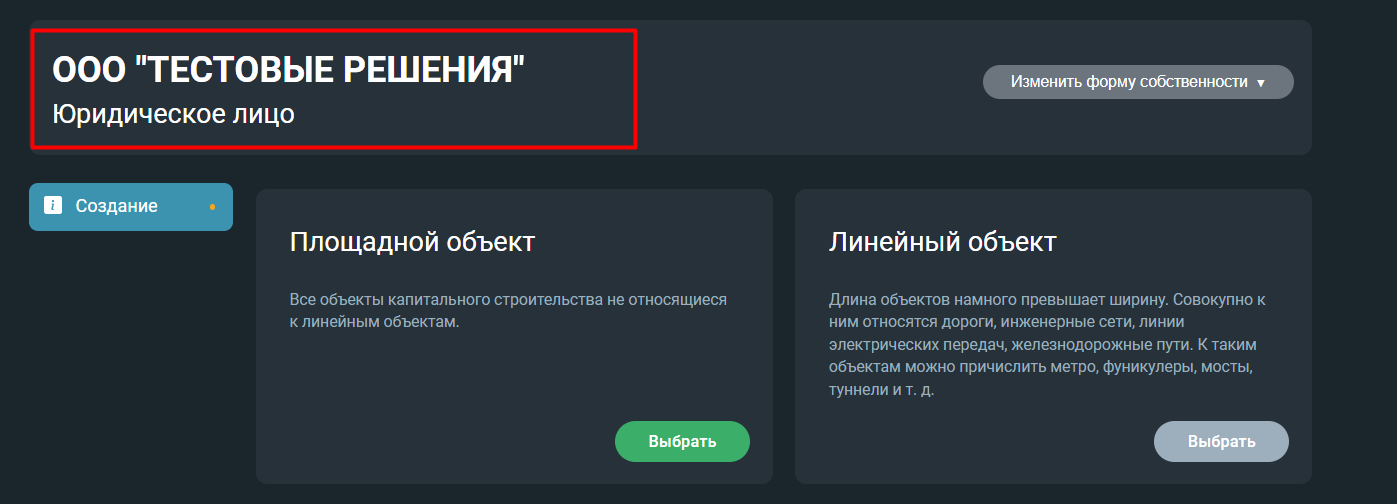 ООО "ТЕСТОВЫЕ РЕШЕНИЯ"
Юридическое лицо
Изменить форму собственности ▼
i Создание
Площадной объект
Все объекты капитального строительства не относящиеся
к линейным объектам.
Выбрать
Линейный объект
Длина объектов намного превышает ширину. Совокупно к
ним относятся дороги, инженерные сети, линии
электрических передач, железнодорожные пути. К таким
объектам можно причислить метро, фуникулеры, мосты,
туннели и т. д.
Выбрать